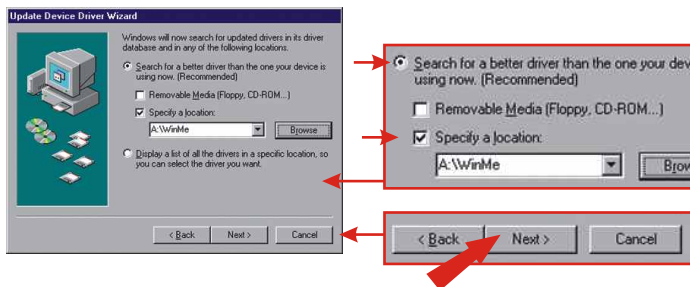 Update Device Driver Wizard
Windows will now search for updated drivers in its driver
database and in any of the following locations.
Search for a better driver than the one your device is
using now. (Recommended)
Removable Media (Floppy, CD-ROM...)
Specify a location:
A:\WinMe
Browse
Display a list of all the drivers in a specific location, so
you can select the driver you want.
< Back
Next >
Cancel
Search for a better driver than the one your dev
using now. (Recommended)
Removable Media (Floppy, CD-ROM...)
Specify a location:
A:\WinMe
Brow
< Back
Next >
Cancel